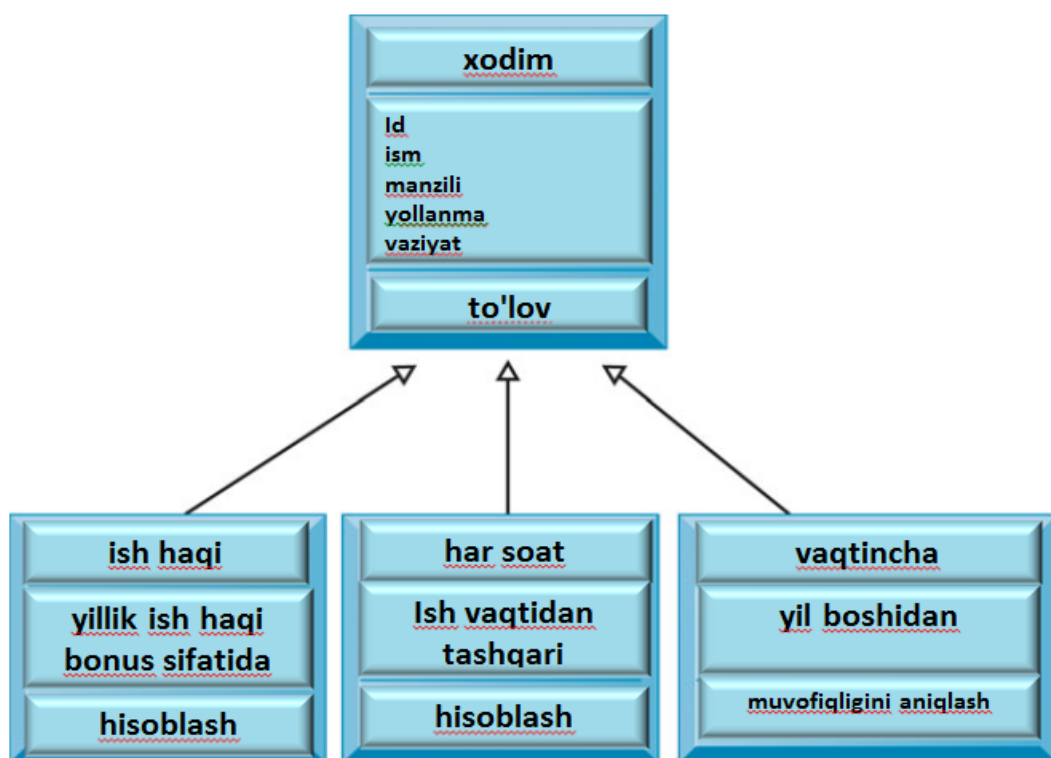 xodim
Id
ism
manzili
yollanma
vaziyat
to'lov
ish haqi
yillik ish haqi
bonus sifatida
hisoblash
har soat
Ish vaqtidan
tashqari
hisoblash
vaqtincha
yil boshidan
muvofiqligini aniqlash